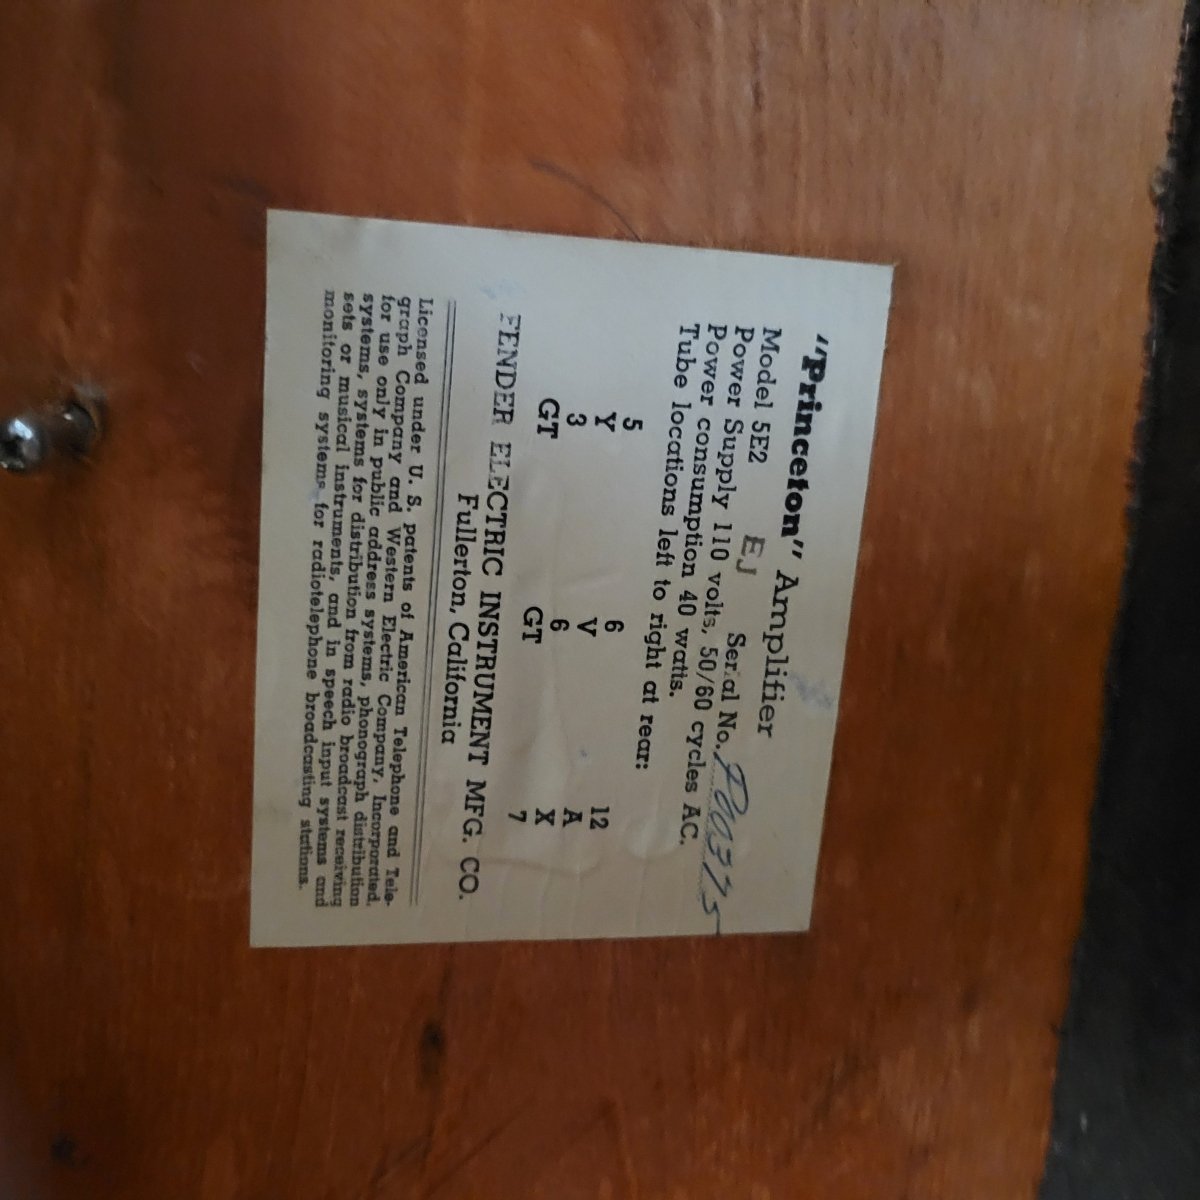 "Princeton" Amplifier
Model 5E2 EJ Serial No.
Power Supply 110 volts, 50/60 cycles AC.
Power consumption 40 watts.
Tube locations left to right at rear:
5 6 12
Y V A
3 6 X
GT GT 7
FENDER ELECTRIC INSTRUMENT MFG. CO.
Fullerton, California
Licensed under U. S. patents of American Telephone and Tele-
graph Company and Western Electric Company, Incorporated,
for use only in public address systems, phonograph distribution
systems, systems for distribution from radio broadcast receiving
sets or musical instruments, and in speech input systems and
monitoring systems for radiotelephone broadcasting stations.